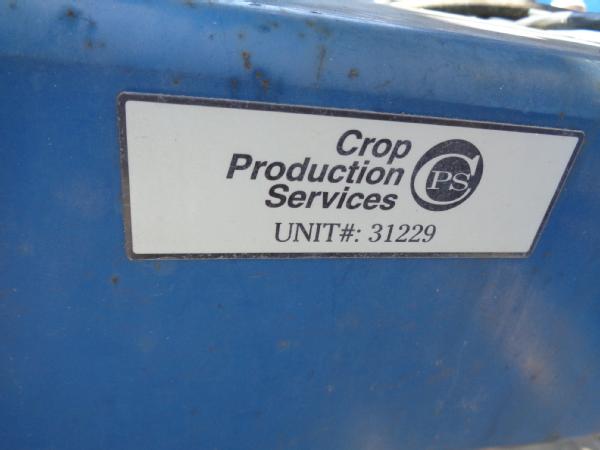 Crop
Production
Services
CPS
UNIT#: 31229